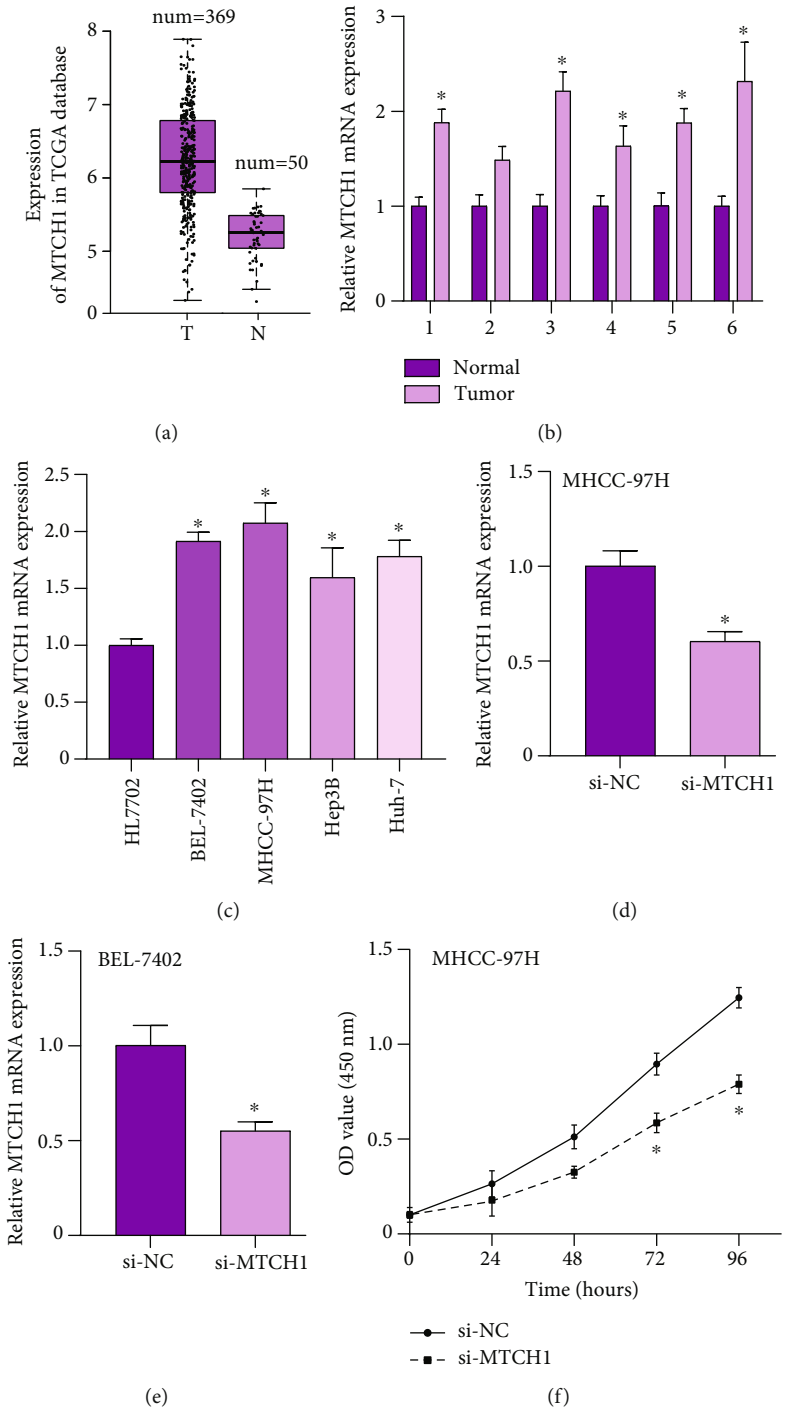 num=369
num=50
Expression
of MTCH1 in TCGA database
8
7
6
5
0
T
N
(a)
Relative MTCH1 mRNA expression
3
2
1
0
*
*
*
*
*
1
2
3
4
5
6
Normal
Tumor
(b)
Relative MTCH1 mRNA expression
2.5
2.0
1.5
1.0
0.5
0
*
*
*
*
HL7702
BEL-7402
MHCC-97H
Hep3B
Huh-7
(c)
Relative MTCH1 mRNA expression
1.5
1.0
0.5
0
MHCC-97H
*
si-NC
si-MTCH1
(d)
Relative MTCH1 mRNA expression
1.5
1.0
0.5
0
BEL-7402
*
si-NC
si-MTCH1
(e)
OD value (450 nm)
1.5
1.0
0.5
0
MHCC-97H
*
*
0
24
48
72
96
Time (hours)
si-NC
si-MTCH1
(f)